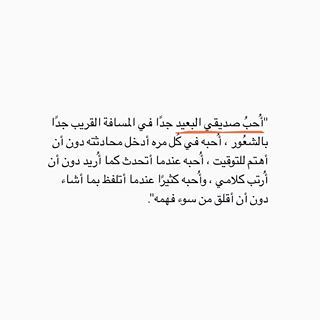 "أُحبُ صديقي البعيد جدًا في المسافة القريب جدًا
بالشعُور ، أُحبه في كُل مره أدخل محادثته دون أن
أهتم للتوقيت ، أُحبه عندما أتحدث كما أُريد دون أن
أُرتب كلامي ، وأُحبه كثيرًا عندما أتلفظ بما أشاء
دون أن أقلق من سوء فهمه".